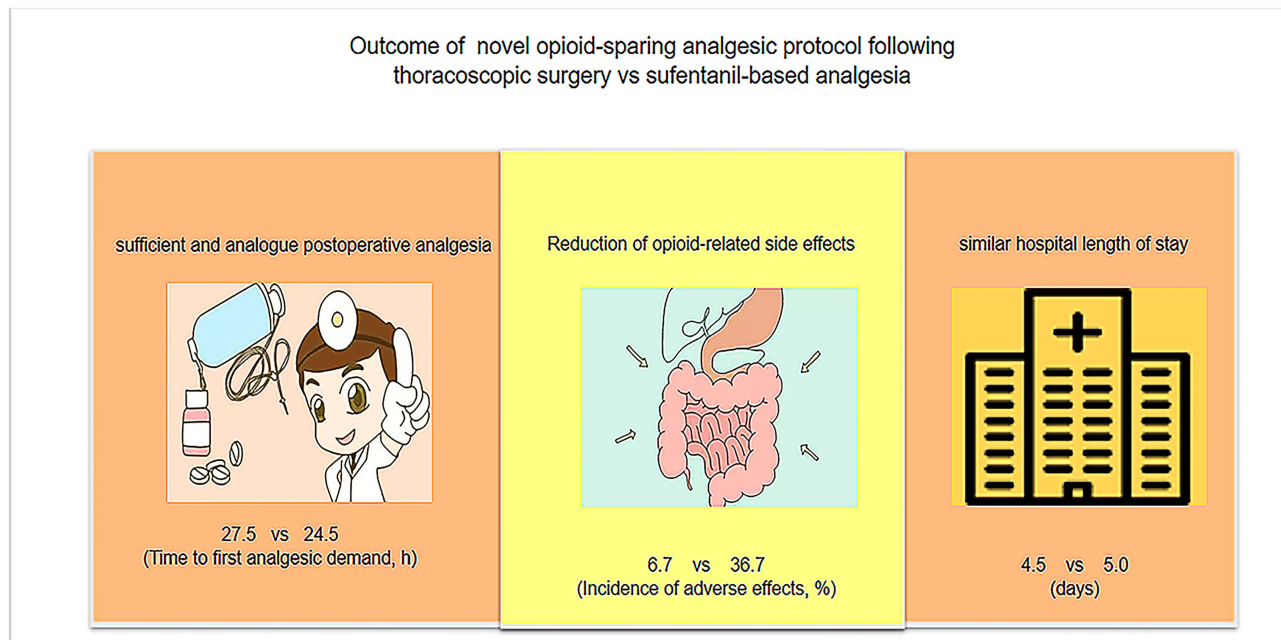 Outcome of novel opioid-sparing analgesic protocol following
thoracoscopic surgery vs sufentanil-based analgesia
sufficient and analogue postoperative analgesia
27.5 vs 24.5
(Time to first analgesic demand, h)
Reduction of opioid-related side effects
6.7 vs 36.7
(Incidence of adverse effects, %)
similar hospital length of stay
4.5 vs 5.0
(days)